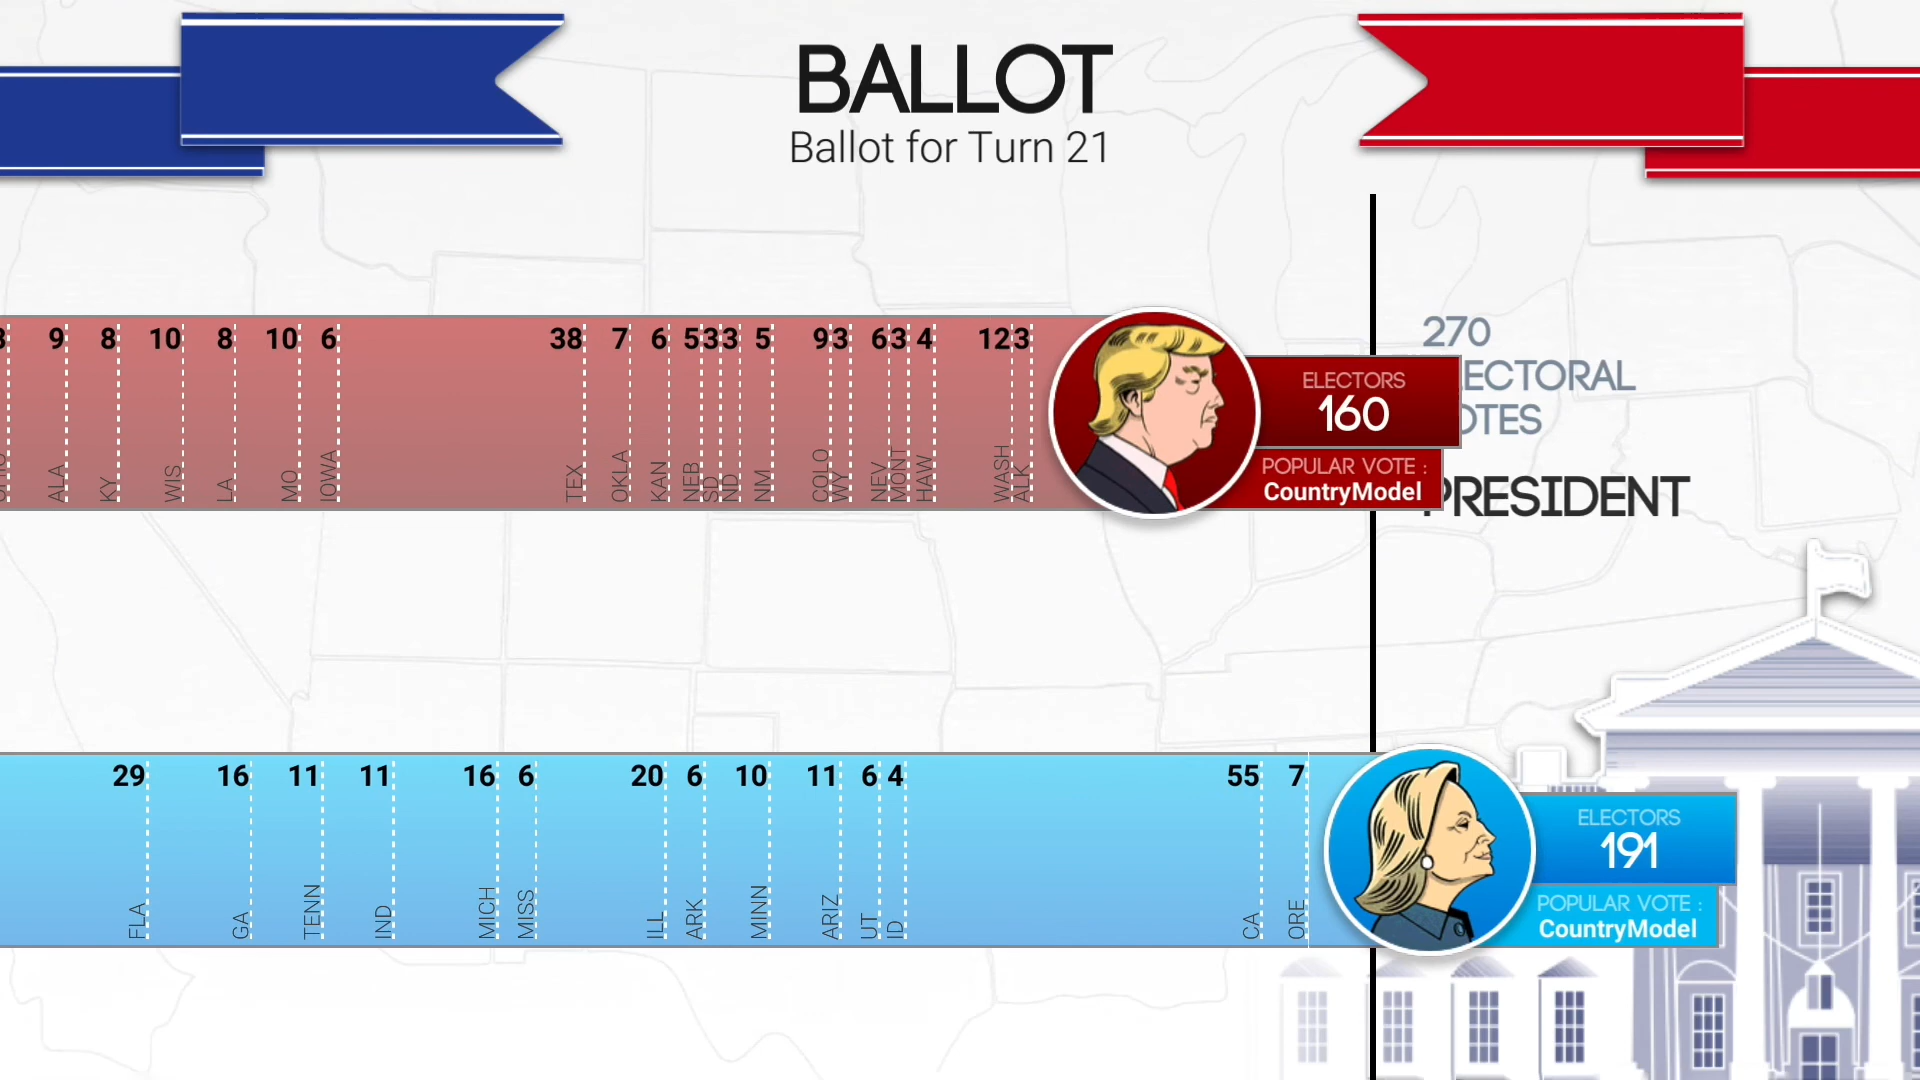 BALLOT
Ballot for Turn 21
9 8 10 8 10 6 38 7 6 5 3 3 5 9 3 6 3 4 12 3
ALA KY WIS LA MO IOWA TEX OKLA KAN NEB SD ND NM COLO WY NEV MONT HAW WASH ALK
ELECTORS
160
POPULAR VOTE :
CountryModel
270
ECTORAL
OTES
PRESIDENT
29 16 11 11 16 6 20 6 10 11 6 4 55 7
FLA GA TENN IND MICH MISS ILL ARK MINN ARIZ UT ID CA ORE
ELECTORS
191
POPULAR VOTE :
CountryModel